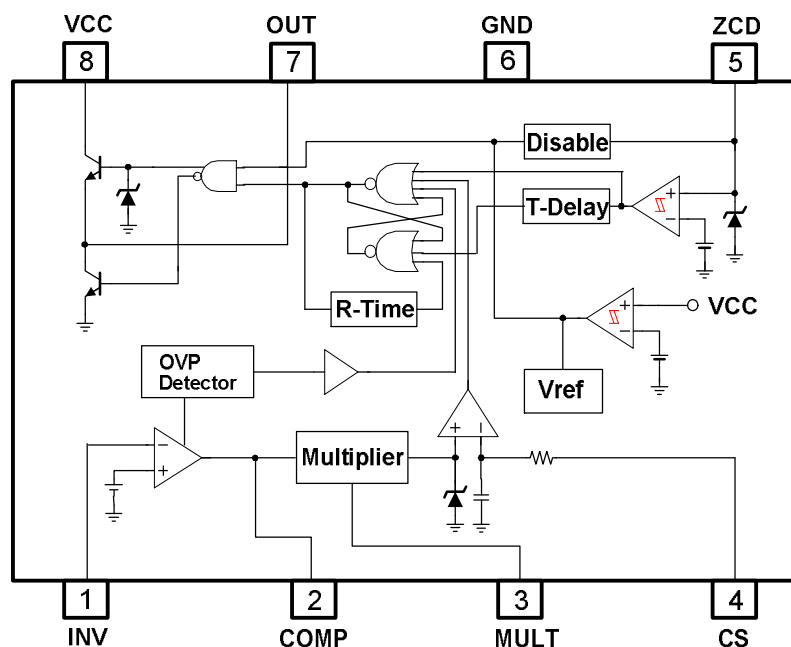 VCC OUT GND ZCD
8 7 6 5
Disable
+
−
T-Delay
R-Time
+
−
VCC
OVP
Detector
Vref
+ −
−
+
Multiplier
1 2 3 4
INV COMP MULT CS